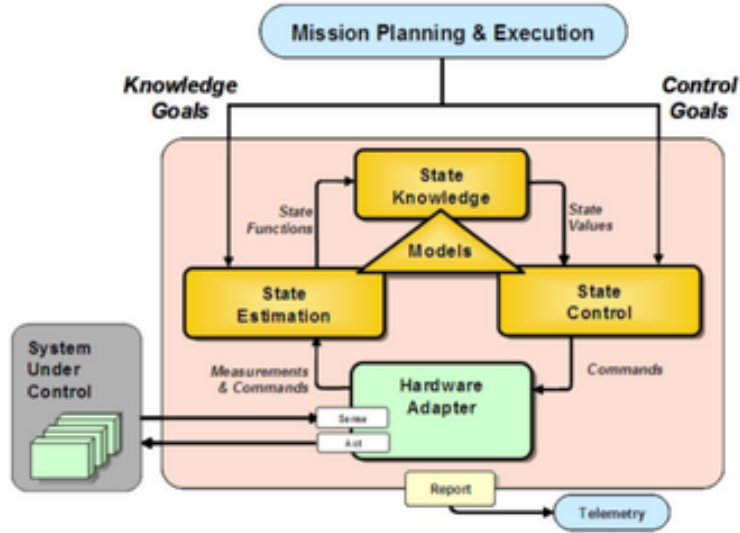 Mission Planning & Execution
Knowledge
Goals
Control
Goals
State
Knowledge
State
Functions
State
Values
Models
State
Estimation
State
Control
System
Under
Control
Measurements
& Commands
Hardware
Adapter
Commands
Sense
Act
Report
Telemetry